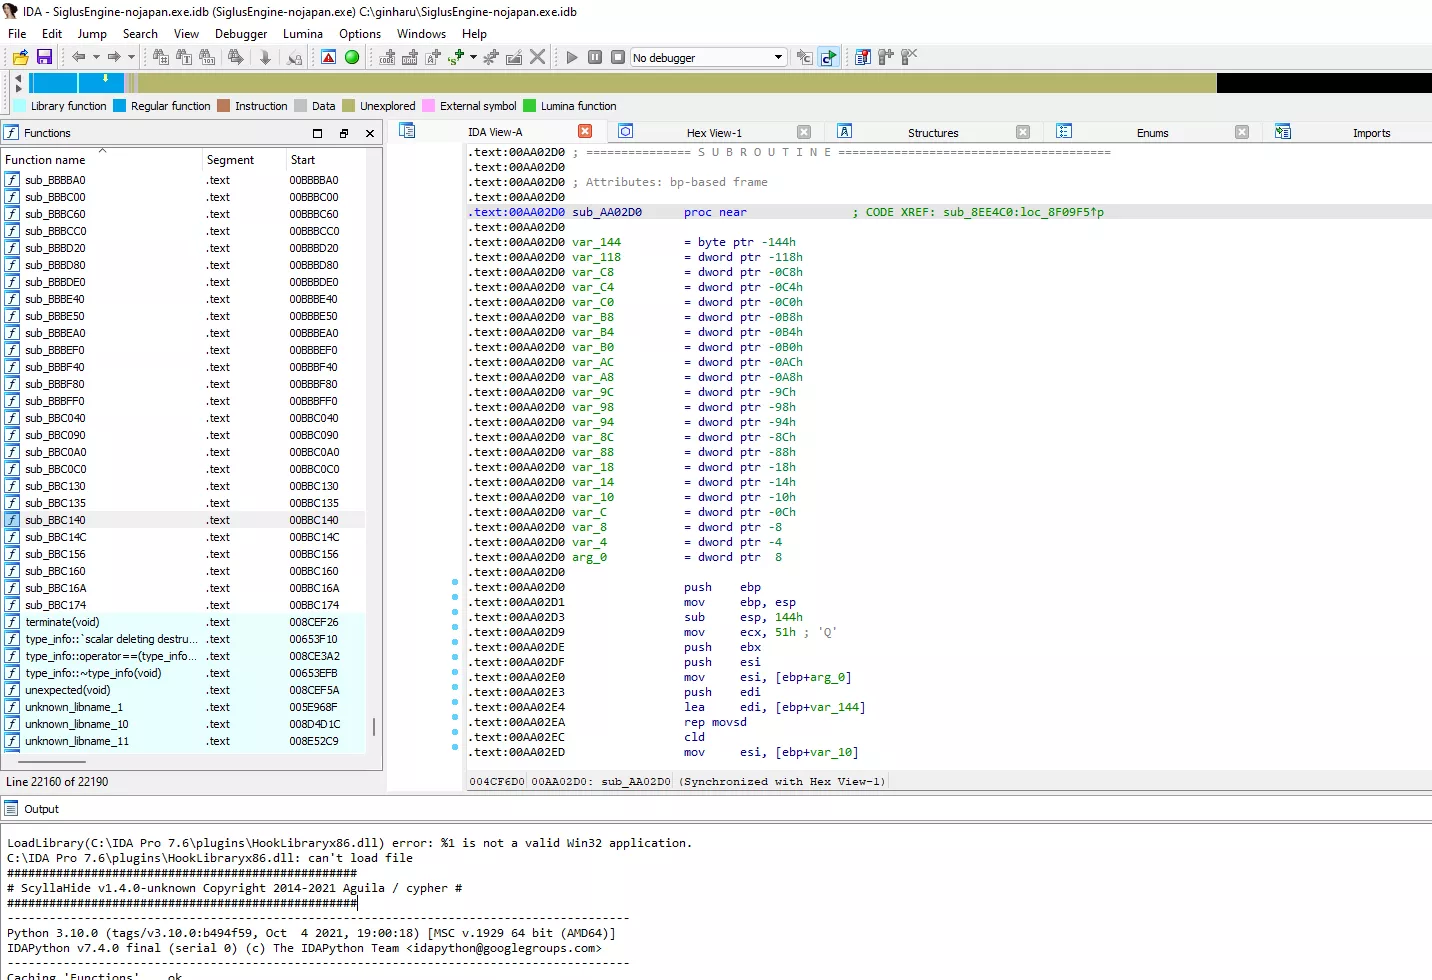 IDA - SiglusEngine-nojapan.exe.idb (SiglusEngine-nojapan.exe) C:\ginharu\SiglusEngine-nojapan.exe.idb
File Edit Jump Search View Debugger Lumina Options Windows Help
No debugger
Library function Regular function Instruction Data Unexplored External symbol Lumina function
Functions
Function name Segment Start
sub_BBBBA0 .text 00BBBBA0
sub_BBBC00 .text 00BBBC00
sub_BBBC60 .text 00BBBC60
sub_BBBCC0 .text 00BBBCC0
sub_BBBD20 .text 00BBBD20
sub_BBBD80 .text 00BBBD80
sub_BBBDE0 .text 00BBBDE0
sub_BBBE40 .text 00BBBE40
sub_BBBE50 .text 00BBBE50
sub_BBBEA0 .text 00BBBEA0
sub_BBBEF0 .text 00BBBEF0
sub_BBBF40 .text 00BBBF40
sub_BBBF80 .text 00BBBF80
sub_BBBFF0 .text 00BBBFF0
sub_BBC040 .text 00BBC040
sub_BBC090 .text 00BBC090
sub_BBC0A0 .text 00BBC0A0
sub_BBC0C0 .text 00BBC0C0
sub_BBC130 .text 00BBC130
sub_BBC135 .text 00BBC135
sub_BBC140 .text 00BBC140
sub_BBC14C .text 00BBC14C
sub_BBC156 .text 00BBC156
sub_BBC160 .text 00BBC160
sub_BBC16A .text 00BBC16A
sub_BBC174 .text 00BBC174
terminate(void) .text 008CEF26
type_info::`scalar deleting destru... .text 00653F10
type_info::operator==(type_info... .text 008CE3A2
type_info::~type_info(void) .text 00653EFB
unexpected(void) .text 008CEF5A
unknown_libname_1 .text 005E968F
unknown_libname_10 .text 008D4D1C
unknown_libname_11 .text 008E52C9
Line 22160 of 22190
IDA View-A Hex View-1 Structures Enums Imports
.text:00AA02D0 ; =============== S U B R O U T I N E =======================================
.text:00AA02D0
.text:00AA02D0 ; Attributes: bp-based frame
.text:00AA02D0
.text:00AA02D0 sub_AA02D0 proc near ; CODE XREF: sub_8EE4C0:loc_8F09F5↑p
.text:00AA02D0
.text:00AA02D0 var_144 = byte ptr -144h
.text:00AA02D0 var_118 = dword ptr -118h
.text:00AA02D0 var_C8 = dword ptr -0C8h
.text:00AA02D0 var_C4 = dword ptr -0C4h
.text:00AA02D0 var_C0 = dword ptr -0C0h
.text:00AA02D0 var_B8 = dword ptr -0B8h
.text:00AA02D0 var_B4 = dword ptr -0B4h
.text:00AA02D0 var_B0 = dword ptr -0B0h
.text:00AA02D0 var_AC = dword ptr -0ACh
.text:00AA02D0 var_A8 = dword ptr -0A8h
.text:00AA02D0 var_9C = dword ptr -9Ch
.text:00AA02D0 var_98 = dword ptr -98h
.text:00AA02D0 var_94 = dword ptr -94h
.text:00AA02D0 var_8C = dword ptr -8Ch
.text:00AA02D0 var_88 = dword ptr -88h
.text:00AA02D0 var_18 = dword ptr -18h
.text:00AA02D0 var_14 = dword ptr -14h
.text:00AA02D0 var_10 = dword ptr -10h
.text:00AA02D0 var_C = dword ptr -0Ch
.text:00AA02D0 var_8 = dword ptr -8
.text:00AA02D0 var_4 = dword ptr -4
.text:00AA02D0 arg_0 = dword ptr 8
.text:00AA02D0
.text:00AA02D0 push ebp
.text:00AA02D1 mov ebp, esp
.text:00AA02D3 sub esp, 144h
.text:00AA02D9 mov ecx, 51h ; 'Q'
.text:00AA02DE push ebx
.text:00AA02DF push esi
.text:00AA02E0 mov esi, [ebp+arg_0]
.text:00AA02E3 push edi
.text:00AA02E4 lea edi, [ebp+var_144]
.text:00AA02EA rep movsd
.text:00AA02EC cld
.text:00AA02ED mov esi, [ebp+var_10]
004CF6D0 00AA02D0: sub_AA02D0 (Synchronized with Hex View-1)
Output
LoadLibrary(C:\IDA Pro 7.6\plugins\HookLibraryx86.dll) error: %1 is not a valid Win32 application.
C:\IDA Pro 7.6\plugins\HookLibraryx86.dll: can't load file
##################################################
# ScyllaHide v1.4.0-unknown Copyright 2014-2021 Aguila / cypher #
##################################################
-----------------------------------------------------------------------------------------
Python 3.10.0 (tags/v3.10.0:b494f59, Oct 4 2021, 19:00:18) [MSC v.1929 64 bit (AMD64)]
IDAPython v7.4.0 final (serial 0) (c) The IDAPython Team <idapython@googlegroups.com>
-----------------------------------------------------------------------------------------
Caching 'Functions'... ok